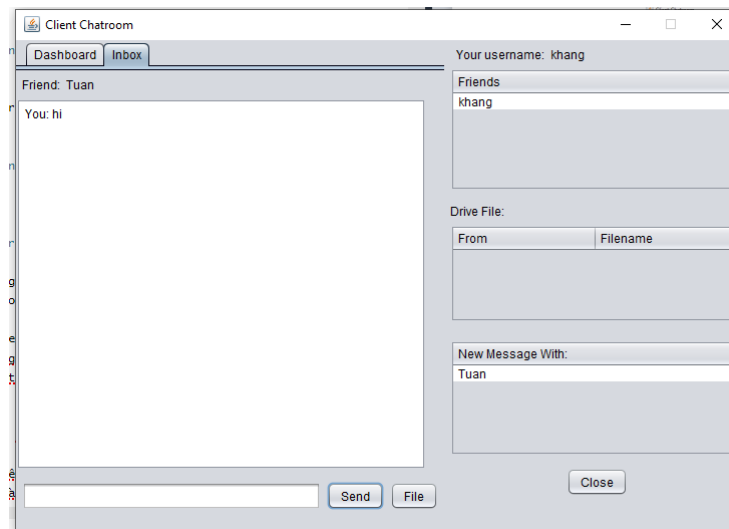 Client Chatroom
Dashboard Inbox
Friend: Tuan
You: hi
Send File
Your username: khang
Friends
khang
Drive File:
From Filename
New Message With:
Tuan
Close